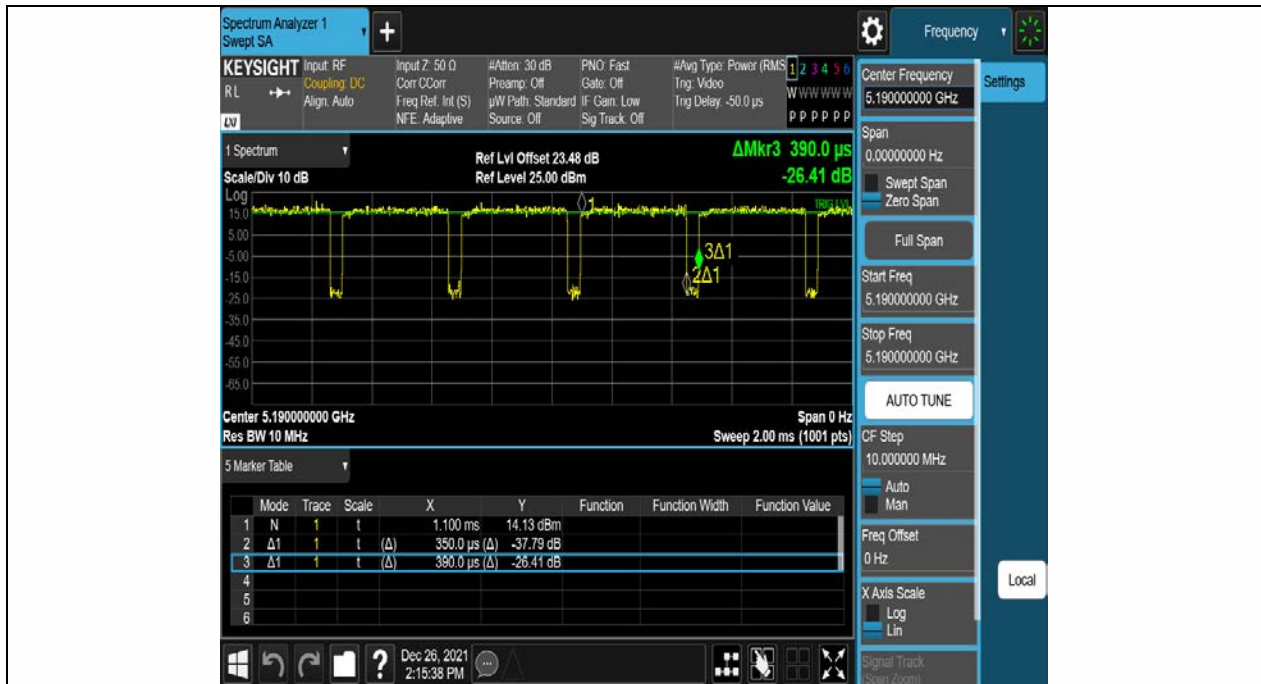 Spectrum Analyzer 1
Swept SA
+
Frequency
KEYSIGHT
RL
LXI
Input: RF
Coupling: DC
Align: Auto
Input Z: 50 Ω
Corr CCorr
Freq Ref: Int (S)
NFE: Adaptive
#Atten: 30 dB
Preamp: Off
µW Path: Standard
Source: Off
PNO: Fast
Gate: Off
IF Gain: Low
Sig Track: Off
#Avg Type: Power (RMS
Trig: Video
Trig Delay: -50.0 µs
1 2 3 4 5 6
W W W W W W
P P P P P P
1 Spectrum
Scale/Div 10 dB
Ref Lvl Offset 23.48 dB
Ref Level 25.00 dBm
ΔMkr3 390.0 µs
-26.41 dB
Log
15.0
5.00
-5.00
-15.0
-25.0
-35.0
-45.0
-55.0
-65.0
1
TRIG LVL
3Δ1
2Δ1
Center 5.190000000 GHz
Span 0 Hz
Res BW 10 MHz
Sweep 2.00 ms (1001 pts)
5 Marker Table
Mode Trace Scale X Y Function Function Width Function Value
1 N 1 t 1.100 ms 14.13 dBm
2 Δ1 1 t (Δ) 350.0 µs (Δ) -37.79 dB
3 Δ1 1 t (Δ) 390.0 µs (Δ) -26.41 dB
4
5
6
Dec 26, 2021
2:15:38 PM
?
Center Frequency
5.190000000 GHz
Settings
Span
0.00000000 Hz
Swept Span
Zero Span
Full Span
Start Freq
5.190000000 GHz
Stop Freq
5.190000000 GHz
AUTO TUNE
CF Step
10.000000 MHz
Auto
Man
Freq Offset
0 Hz
X Axis Scale
Log
Lin
Signal Track
(Span Zoom)
Local